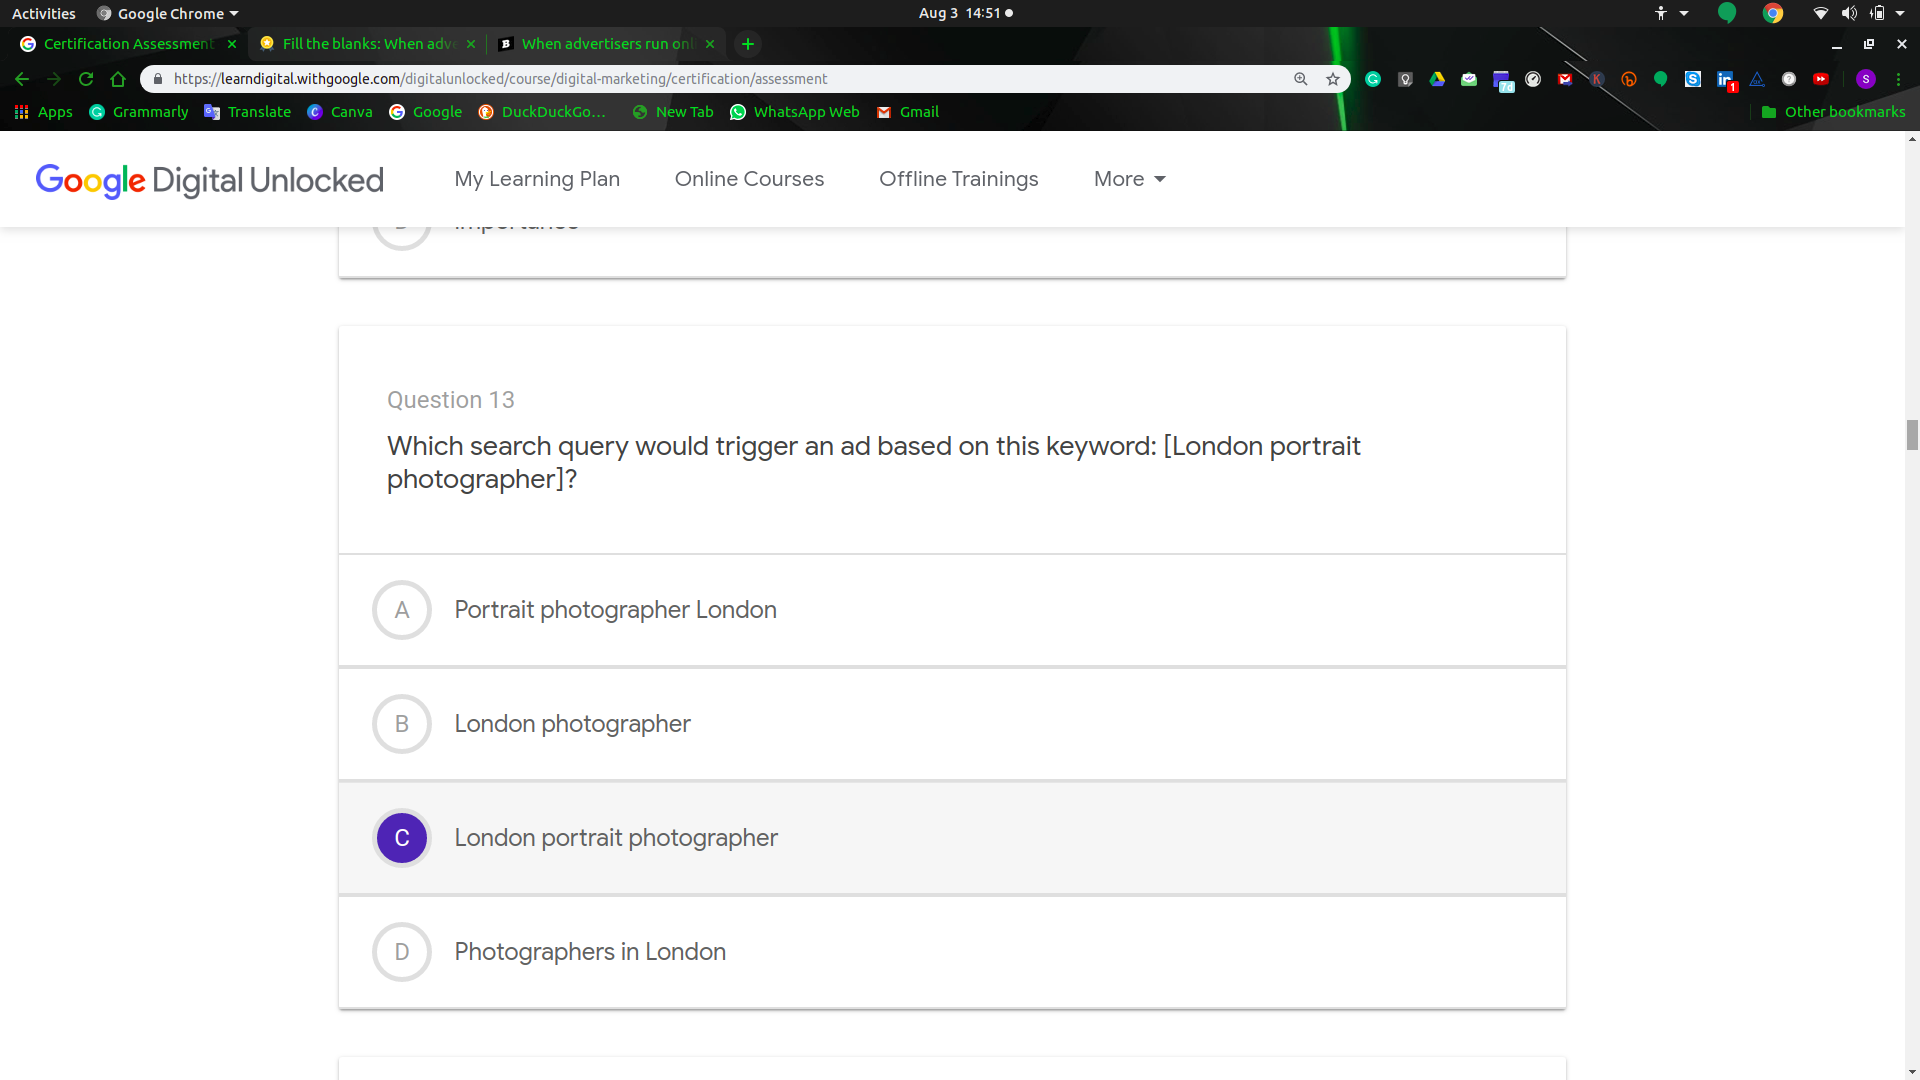 Activities
Google Chrome
Aug 3 14:51
Certification Assessment
Fill the blanks: When adve
When advertisers run onl
https://learndigital.withgoogle.com/digitalunlocked/course/digital-marketing/certification/assessment
7d
1
S
Apps
Grammarly
Translate
Canva
Google
DuckDuckGo...
New Tab
WhatsApp Web
Gmail
Other bookmarks
Google Digital Unlocked
My Learning Plan
Online Courses
Offline Trainings
More
Question 13
Which search query would trigger an ad based on this keyword: [London portrait
photographer]?
A
Portrait photographer London
B
London photographer
C
London portrait photographer
D
Photographers in London